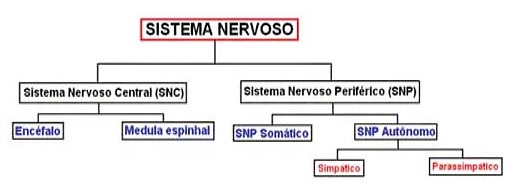 SISTEMA NERVOSO
Sistema Nervoso Central (SNC)
Sistema Nervoso Periférico (SNP)
Encéfalo
Medula espinhal
SNP Somático
SNP Autônomo
Simpático
Parassimpático